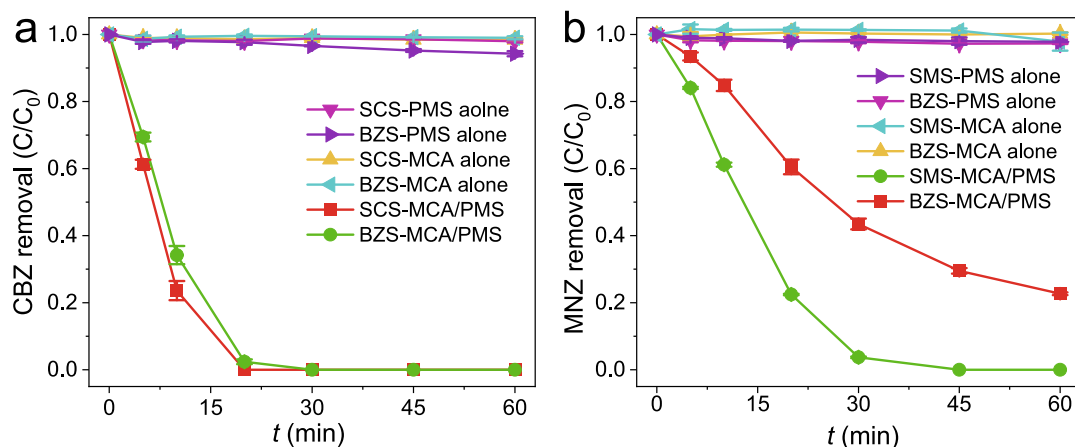 a
CBZ removal (C/C₀)
1.0
0.8
0.6
0.4
0.2
0.0
SCS-PMS aolne
BZS-PMS alone
SCS-MCA alone
BZS-MCA alone
SCS-MCA/PMS
BZS-MCA/PMS
0 15 30 45 60
t (min)
b
MNZ removal (C/C₀)
1.0
0.8
0.6
0.4
0.2
0.0
SMS-PMS alone
BZS-PMS alone
SMS-MCA alone
BZS-MCA alone
SMS-MCA/PMS
BZS-MCA/PMS
0 15 30 45 60
t (min)